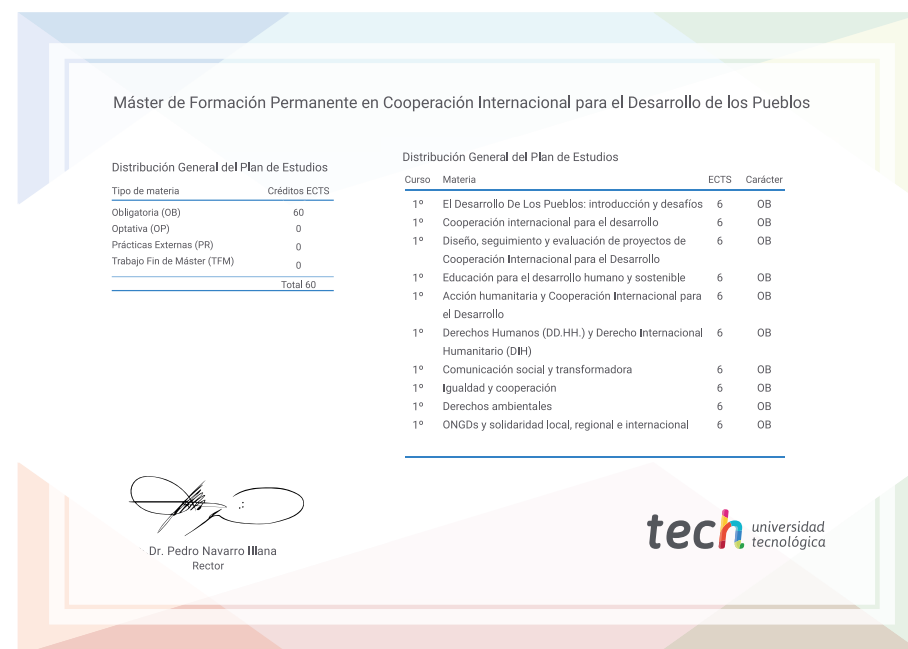 Máster de Formación Permanente en Cooperación Internacional para el Desarrollo de los Pueblos
Distribución General del Plan de Estudios
Tipo de materia Créditos ECTS
Obligatoria (OB) 60
Optativa (OP) 0
Prácticas Externas (PR) 0
Trabajo Fin de Máster (TFM) 0
Total 60
Distribución General del Plan de Estudios
Curso Materia ECTS Carácter
1º El Desarrollo De Los Pueblos: introducción y desafíos 6 OB
1º Cooperación internacional para el desarrollo 6 OB
1º Diseño, seguimiento y evaluación de proyectos de 6 OB
Cooperación Internacional para el Desarrollo
1º Educación para el desarrollo humano y sostenible 6 OB
1º Acción humanitaria y Cooperación Internacional para 6 OB
el Desarrollo
1º Derechos Humanos (DD.HH.) y Derecho Internacional 6 OB
Humanitario (DIH)
1º Comunicación social y transformadora 6 OB
1º Igualdad y cooperación 6 OB
1º Derechos ambientales 6 OB
1º ONGDs y solidaridad local, regional e internacional 6 OB
Dr. Pedro Navarro Illana
Rector
tech universidad
tecnológica